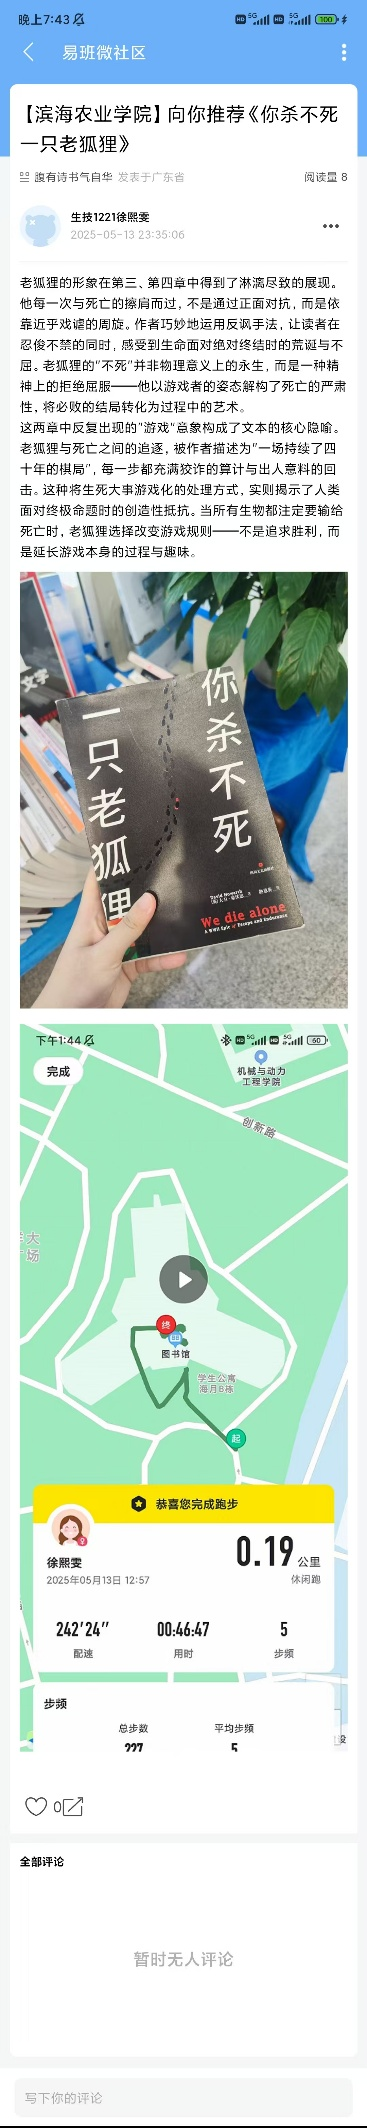 晚上7:43
HD 5G HD 5G 100
易班微社区
【滨海农业学院】向你推荐《你杀不死
一只老狐狸》
腹有诗书气自华 发表于广东省 阅读量 8
生技1221徐熙雯
2025-05-13 23:35:06
老狐狸的形象在第三、第四章中得到了淋漓尽致的展现。
他每一次与死亡的擦肩而过，不是通过正面对抗，而是依
靠近乎戏谑的周旋。作者巧妙地运用反讽手法，让读者在
忍俊不禁的同时，感受到生命面对绝对终结时的荒诞与不
屈。老狐狸的"不死"并非物理意义上的永生，而是一种精
神上的拒绝屈服——他以游戏者的姿态解构了死亡的严肃
性，将必败的结局转化为过程中的艺术。
这两章中反复出现的"游戏"意象构成了文本的核心隐喻。
老狐狸与死亡之间的追逐，被作者描述为"一场持续了四
十年的棋局"，每一步都充满狡诈的算计与出人意料的回
击。这种将生死大事游戏化的处理方式，实则揭示了人类
面对终极命题时的创造性抵抗。当所有生物都注定要输给
死亡时，老狐狸选择改变游戏规则——不是追求胜利，而
是延长游戏本身的过程与趣味。
文学
你杀不死
一只老狐狸
David Howarth
We die alone
A WWII Epic of Escape and Endurance
下午1:44
HD 5G HD 5G 60
完成
机械与动力
工程学院
创新路
大
场
终
图书馆
学生公寓
海月B栋
起
恭喜您完成跑步
徐熙雯
2025年05月13日 12:57
0.19 公里
休闲跑
242'24" 00:46:47 5
配速 用时 步频
步频
总步数 平均步频
227 5
0
全部评论
暂时无人评论
写下你的评论